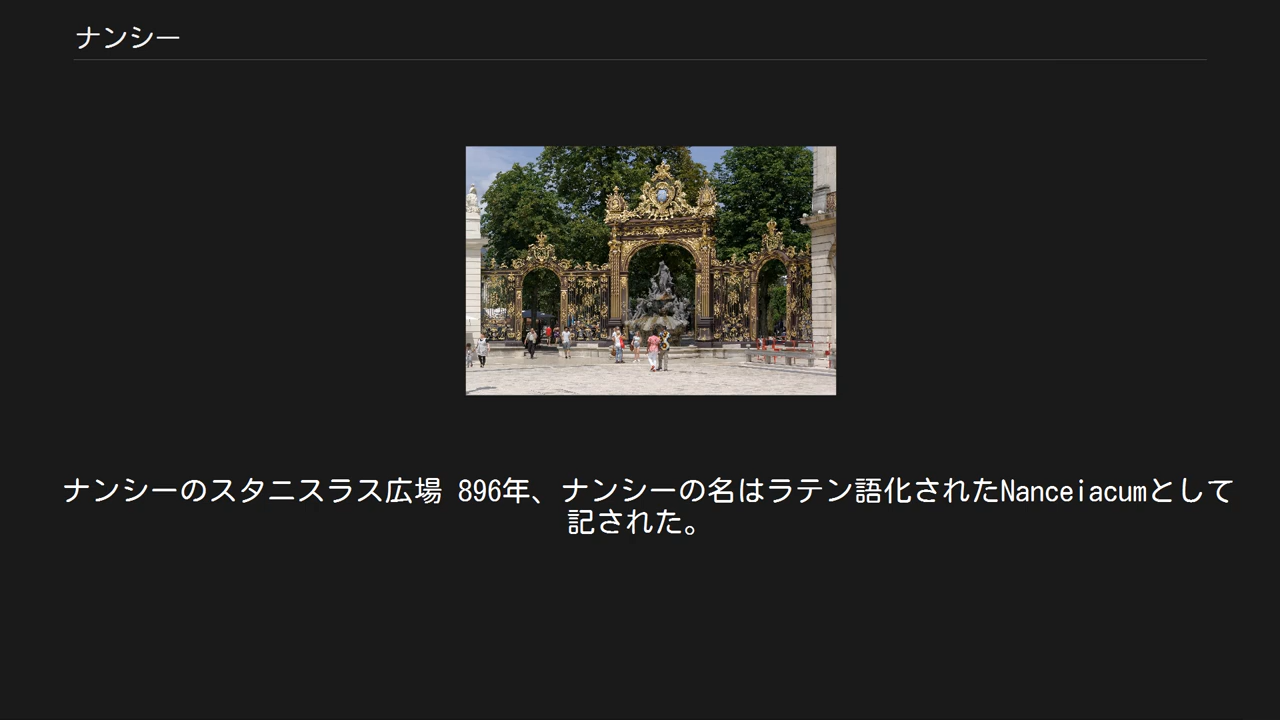 ナンシー
ナンシーのスタニスラス広場 896年、ナンシーの名はラテン語化されたNanceiacumとして
記された。